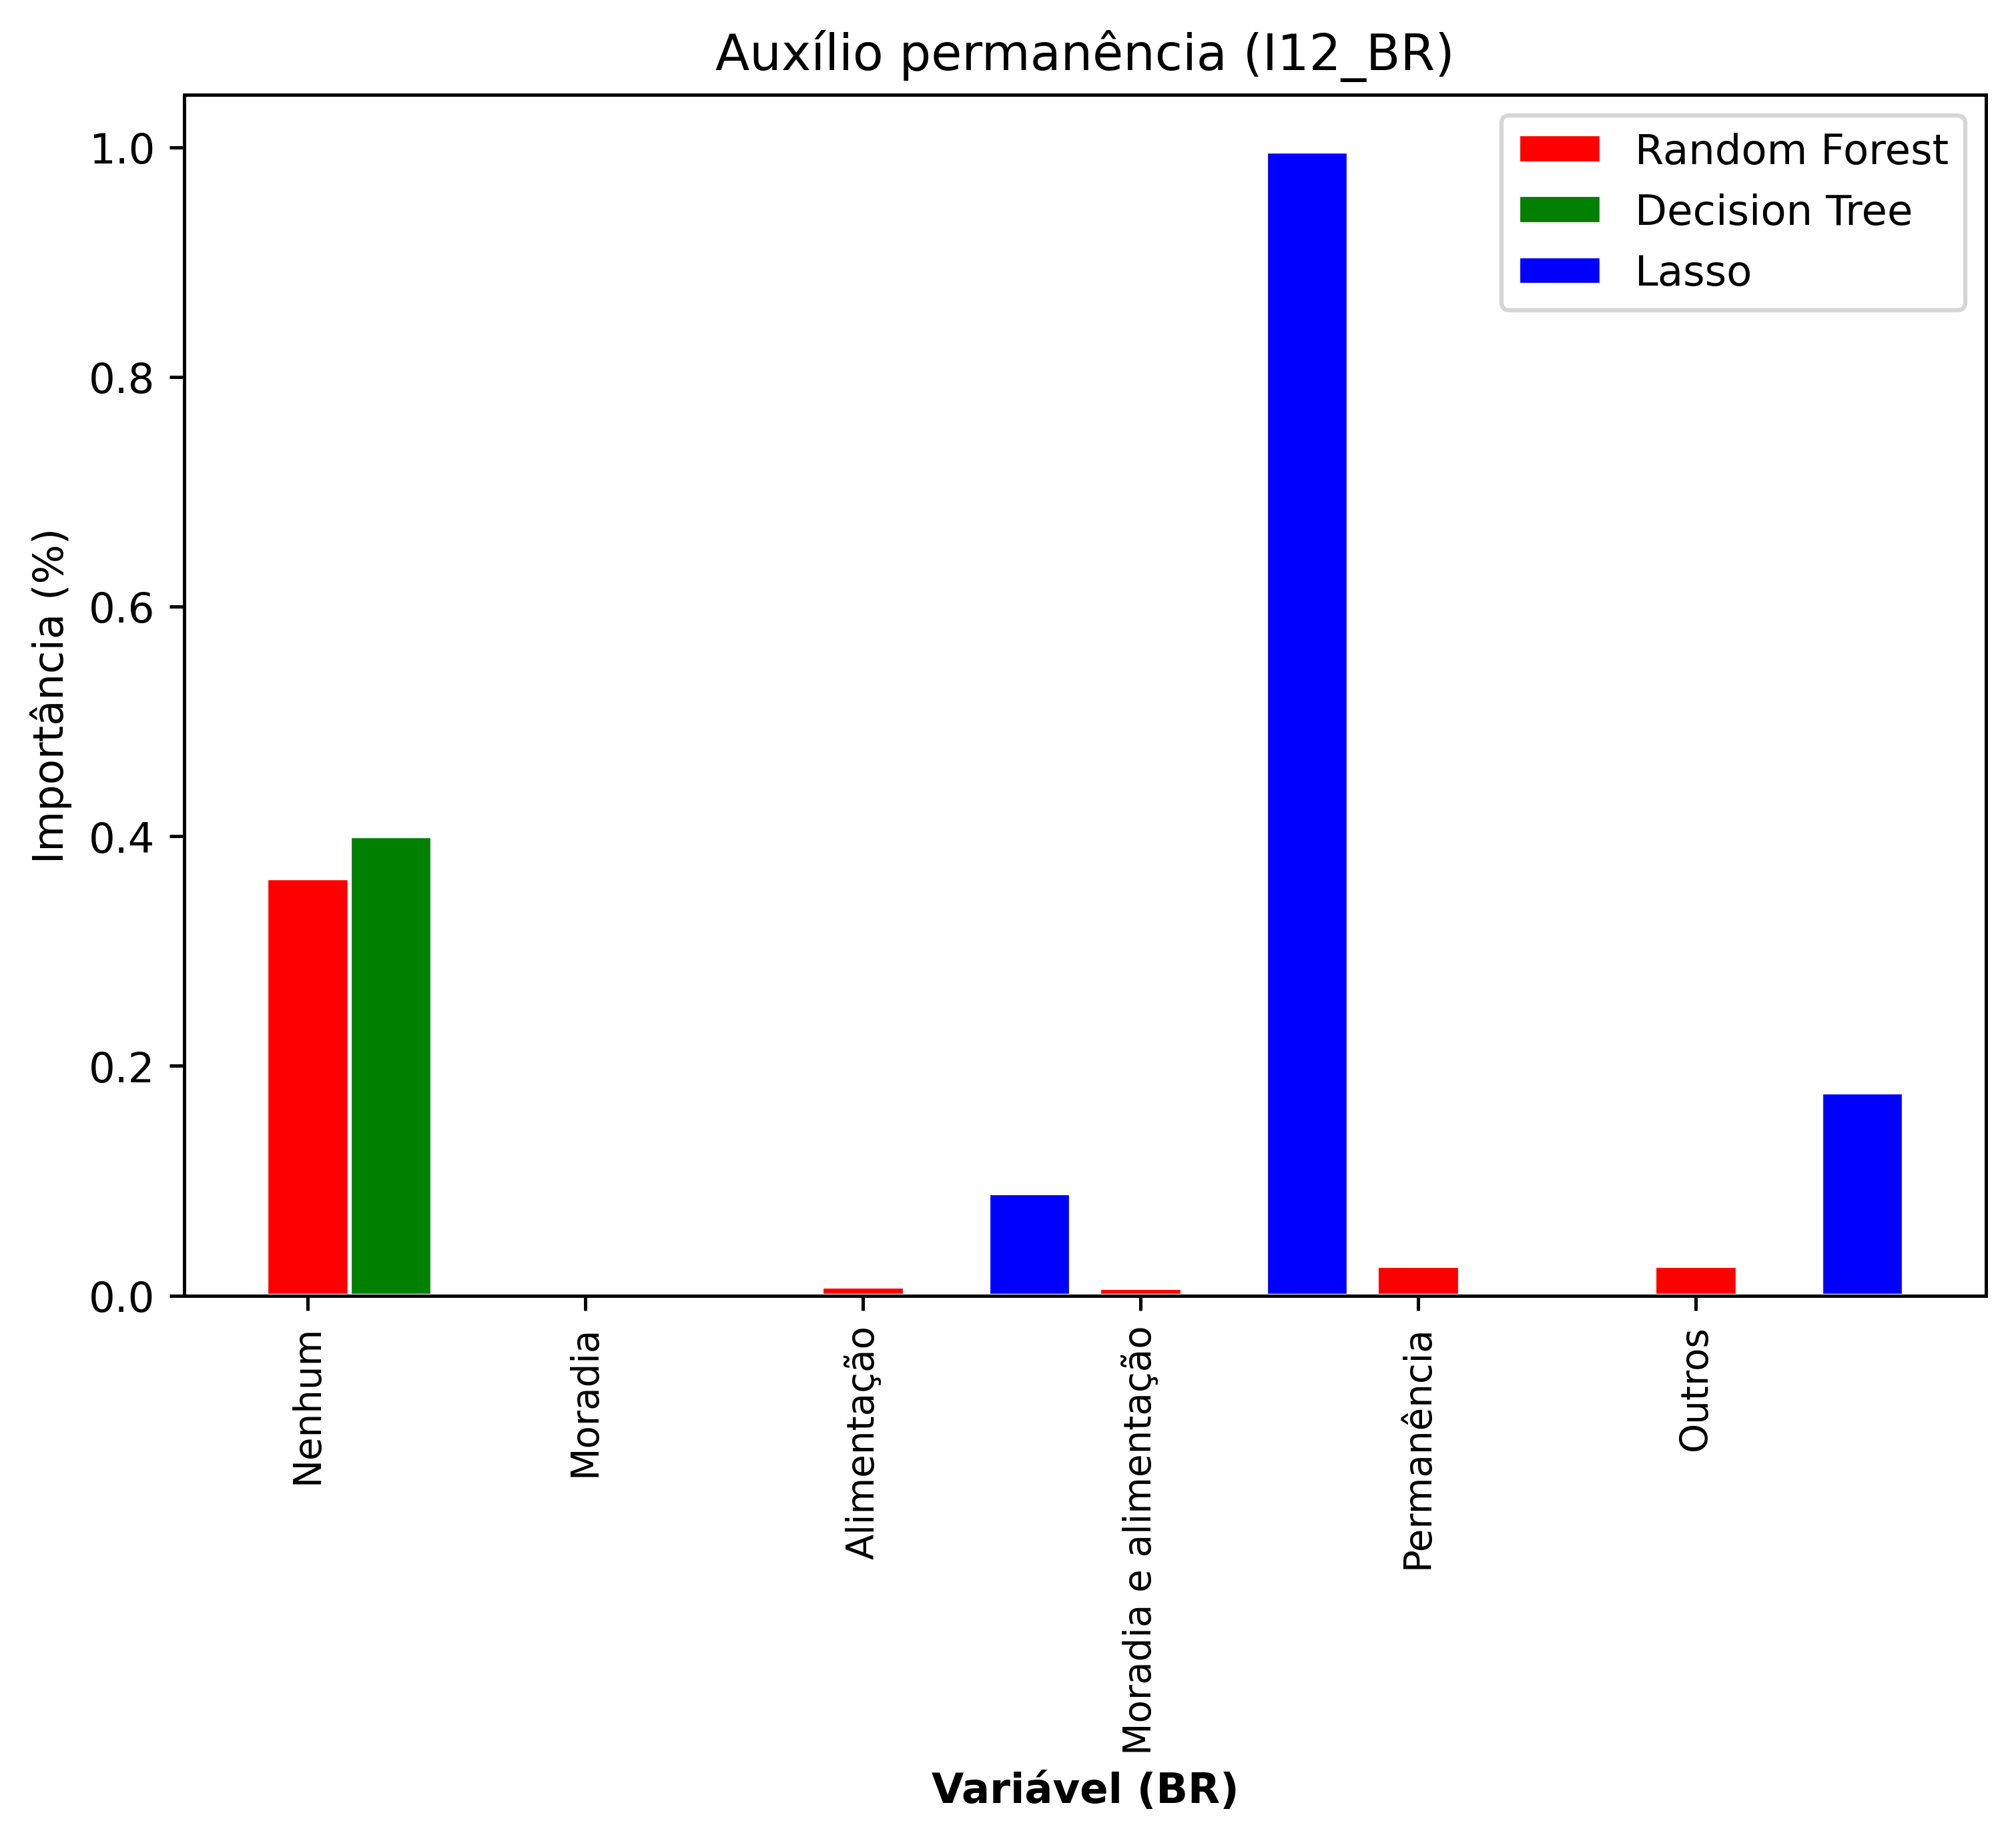 Auxílio permanência (I12_BR)
Random Forest
Decision Tree
Lasso
Importância (%)
1.0
0.8
0.6
0.4
0.2
0.0
Nenhum
Moradia
Alimentação
Moradia e alimentação
Permanência
Outros
Variável (BR)